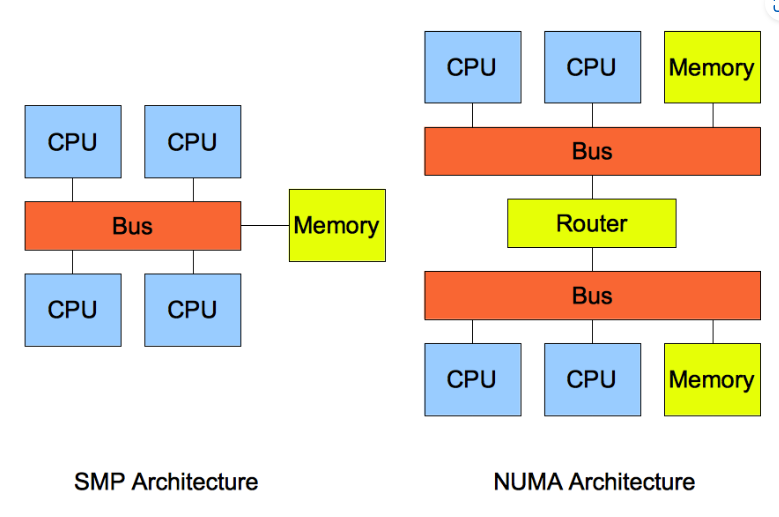 CPU
CPU
Bus
Memory
CPU
CPU
SMP Architecture
CPU
CPU
Memory
Bus
Router
Bus
CPU
CPU
Memory
NUMA Architecture